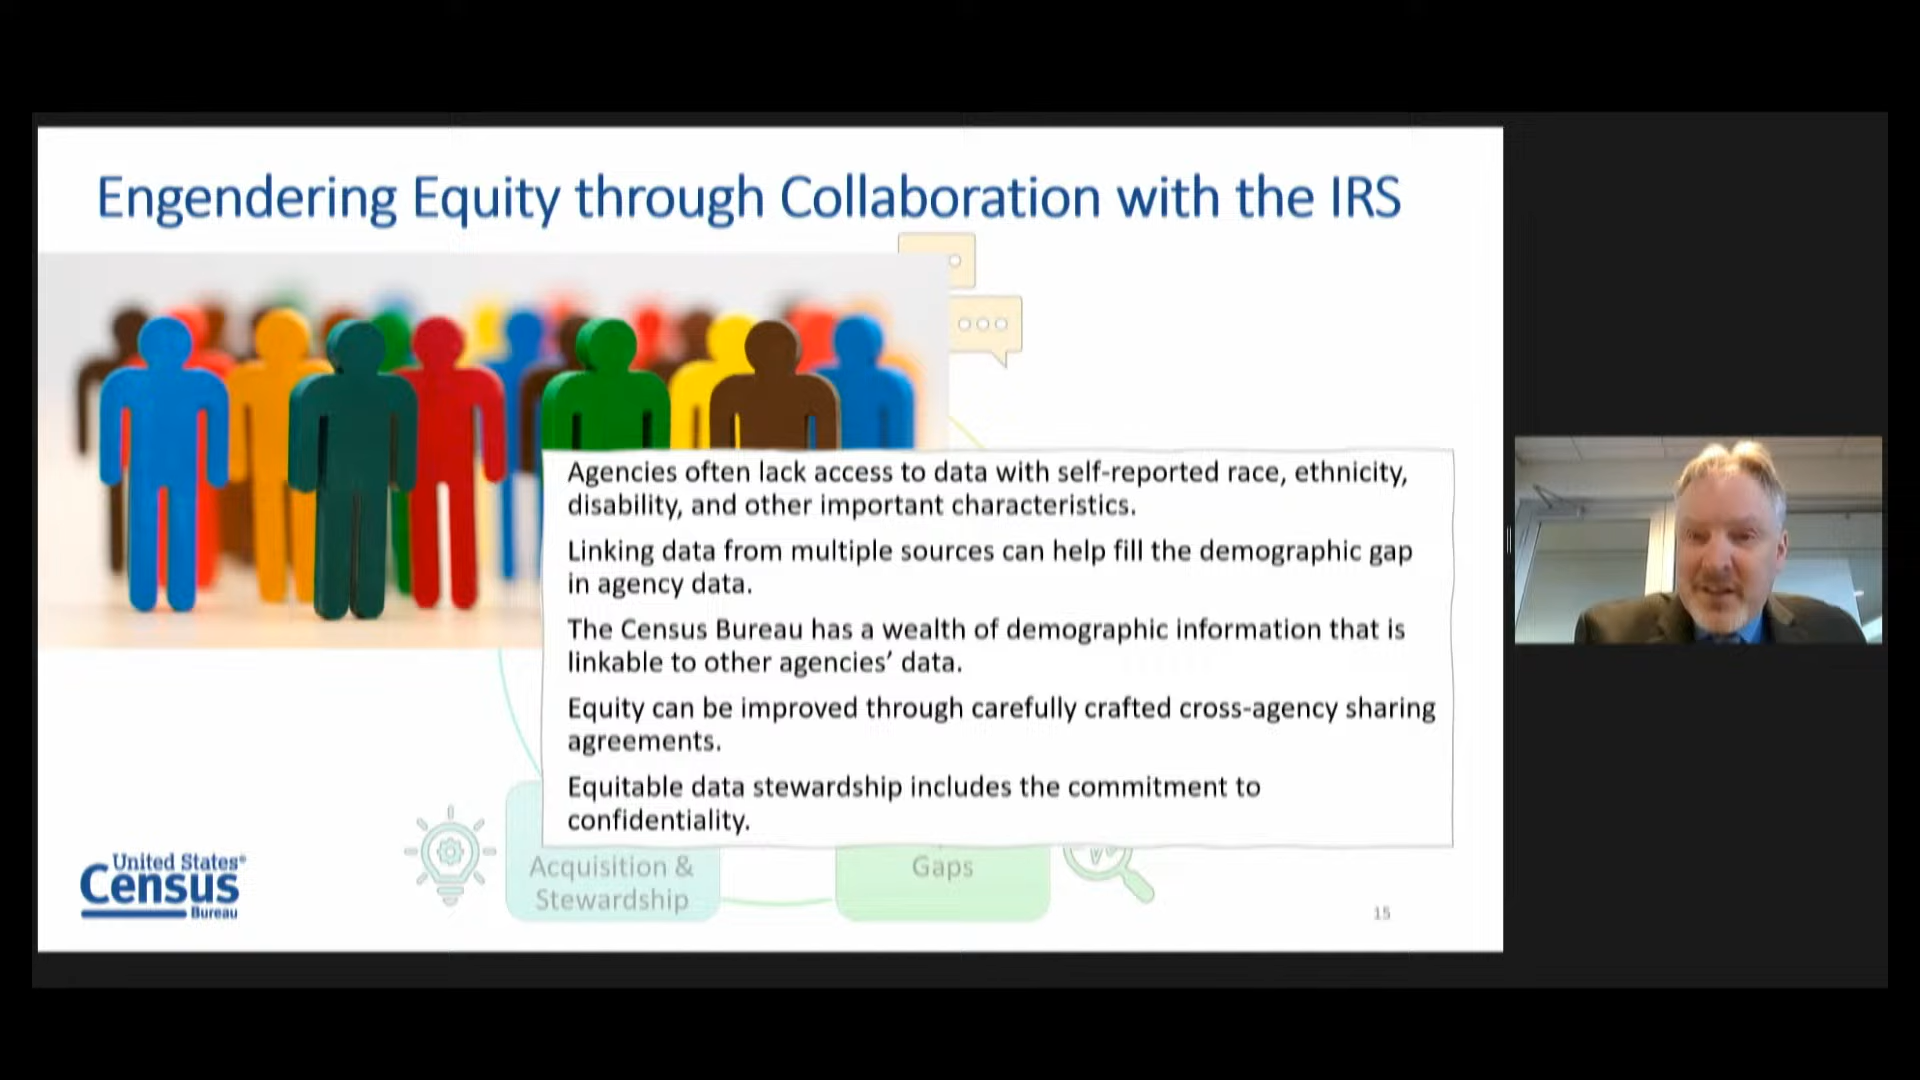 Engendering Equity through Collaboration with the IRS
Agencies often lack access to data with self-reported race, ethnicity,
disability, and other important characteristics.
Linking data from multiple sources can help fill the demographic gap
in agency data.
The Census Bureau has a wealth of demographic information that is
linkable to other agencies’ data.
Equity can be improved through carefully crafted cross-agency sharing
agreements.
Equitable data stewardship includes the commitment to
confidentiality.
Acquisition &
Stewardship
Gaps
United States®
Census
Bureau
15